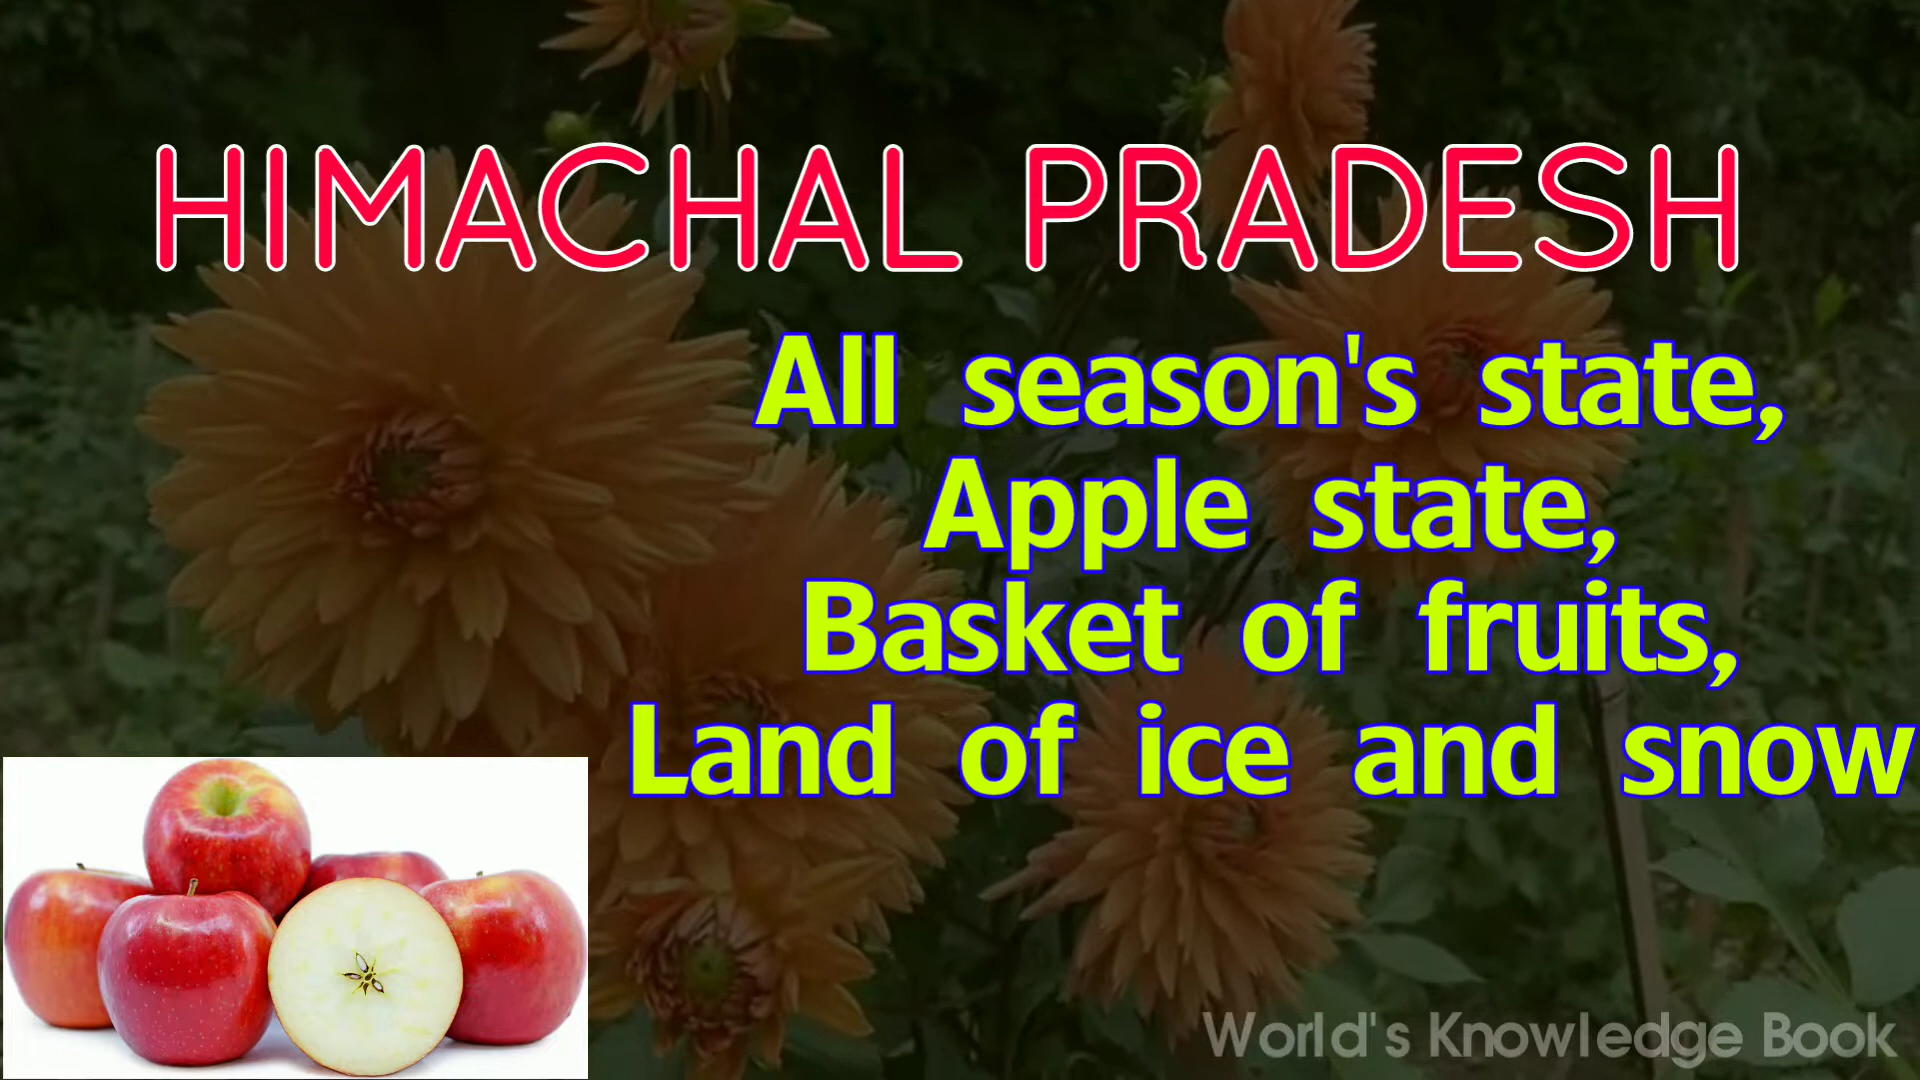 HIMACHAL PRADESH
All season's state,
Apple state,
Basket of fruits,
Land of ice and snow
World's Knowledge Book